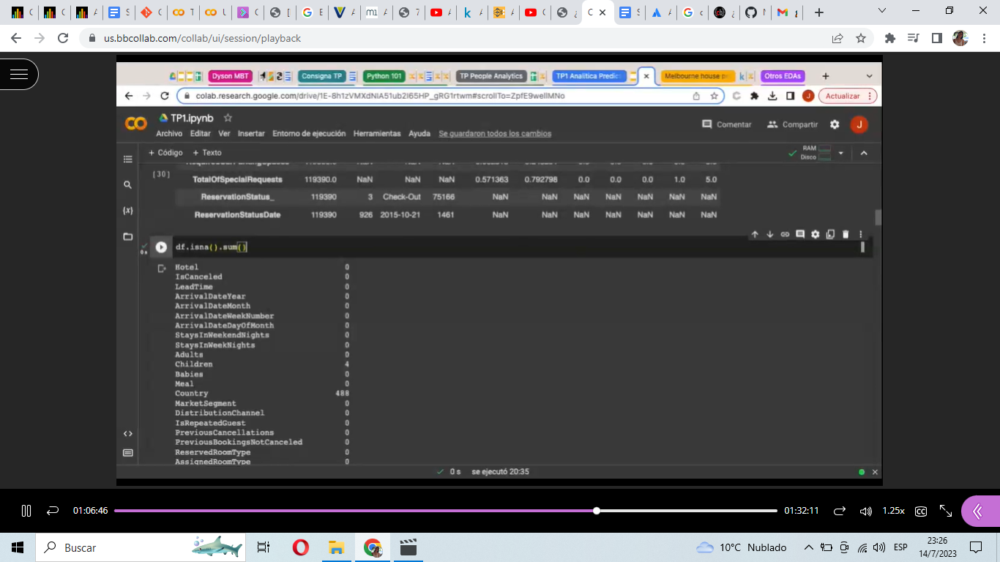 us.bbcollab.com/collab/ui/session/playback
Dyson MBT
Consigna TP
Python 101
TP People Analytics
TP1 Analitica Predic
Melbourne house
Otros EDAs
colab.research.google.com/drive/1E-8h1zVMXdNIA51ub2I65HP_gRG1rtwm#scrollTo=ZpfE9wellMNo
J
Actualizar
TP1.ipynb
Comentar
Compartir
J
Archivo Editar Ver Insertar Entorno de ejecución Herramientas Ayuda Se guardaron todos los cambios
+ Código + Texto
RAM
Disco
[30]
TotalOfSpecialRequests 119390.0 NaN NaN NaN 0.571363 0.792798 0.0 0.0 0.0 1.0 5.0
ReservationStatus_ 119390 3 Check-Out 75166 NaN NaN NaN NaN NaN NaN NaN
ReservationStatusDate 119390 926 2015-10-21 1461 NaN NaN NaN NaN NaN NaN NaN
df.isna().sum()
0 s
Hotel 0
IsCanceled 0
LeadTime 0
ArrivalDateYear 0
ArrivalDateMonth 0
ArrivalDateWeekNumber 0
ArrivalDateDayOfMonth 0
StaysInWeekendNights 0
StaysInWeekNights 0
Adults 0
Children 4
Babies 0
Meal 0
Country 488
MarketSegment 0
DistributionChannel 0
IsRepeatedGuest 0
PreviousCancellations 0
PreviousBookingsNotCanceled 0
ReservedRoomType 0
AssignedRoomType 0
0 s se ejecutó 20:35
01:06:46
01:32:11
1.25x
Buscar
10°C Nublado
ESP
23:26
14/7/2023